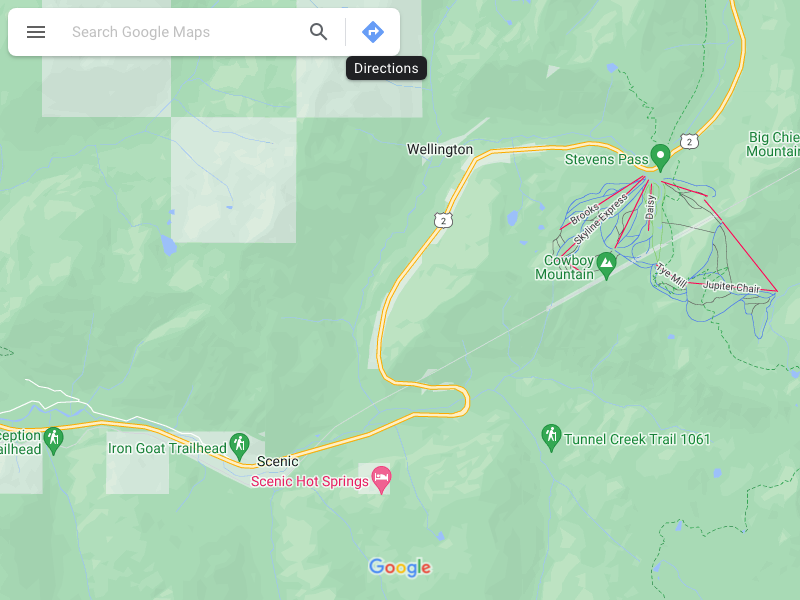 Search Google Maps
Directions
2
Big Chie
Mountain
Wellington
Stevens Pass
2
Brooks
Skyline Express
Daisy
Cowboy
Mountain
Tye Mill
Jupiter Chair
ception
ailhead
Iron Goat Trailhead
Scenic
Tunnel Creek Trail 1061
Scenic Hot Springs
Google